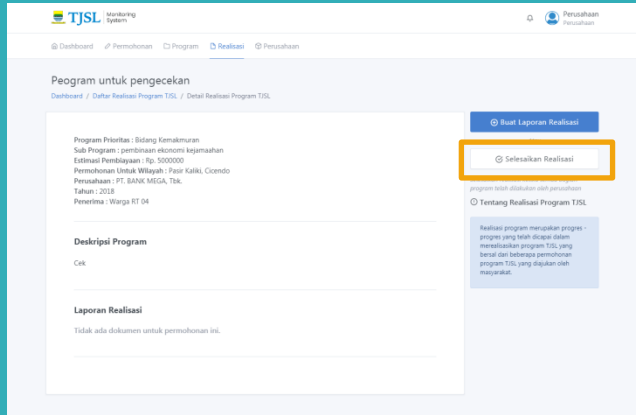 TJSL Monitoring System
Perusahaan
Perusahaan
Dashboard Permohonan Program Realisasi Perusahaan
Peogram untuk pengecekan
Dashboard / Daftar Realisasi Program TJSL / Detail Realisasi Program TJSL
Buat Laporan Realisasi
Selesaikan Realisasi
program telah dilakukan oleh perusahaan
Tentang Realisasi Program TJSL
Realisasi program merupakan progres -
progres yang telah dicapai dalam
merealisasikan program TJSL yang
bersal dari beberapa permohonan
program TJSL yang diajukan oleh
masyarakat.
Program Prioritas : Bidang Kemakmuran
Sub Program : pembinaan ekonomi kejamaahan
Estimasi Pembiayaan : Rp. 5000000
Permohonan Untuk Wilayah : Pasir Kaliki, Cicendo
Perusahaan : PT. BANK MEGA, Tbk.
Tahun : 2018
Penerima : Warga RT 04
Deskripsi Program
Cek
Laporan Realisasi
Tidak ada dokumen untuk permohonan ini.